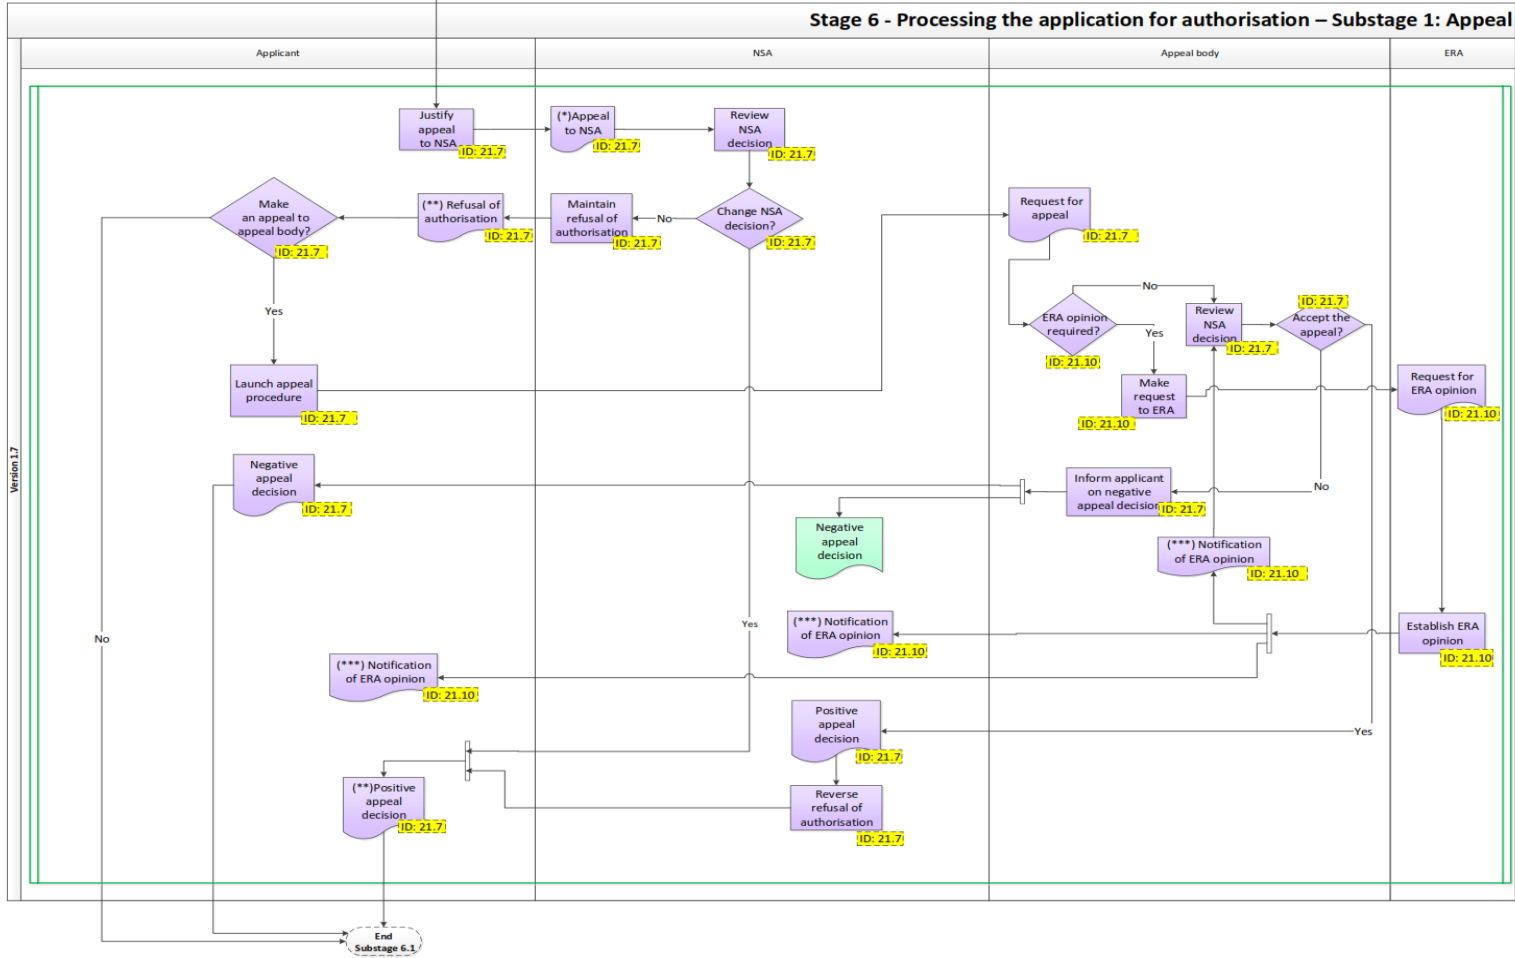 Stage 6 - Processing the application for authorisation – Substage 1: Appeal
Applicant
NSA
Appeal body
ERA
Version 1.7
Justify
appeal
to NSA
ID: 21.7
(*)Appeal
to NSA
ID: 21.7
Review
NSA
decision
ID: 21.7
Make
an appeal to
appeal body?
ID: 21.7
(**) Refusal of
authorisation
ID: 21.7
Maintain
refusal of
authorisation
ID: 21.7
No
Change NSA
decision?
ID: 21.7
Request for
appeal
ID: 21.7
Yes
ERA opinion
required?
ID: 21.10
No
Yes
Review
NSA
decision
ID: 21.7
ID: 21.7
Accept the
appeal?
Launch appeal
procedure
ID: 21.7
Make
request
to ERA
ID: 21.10
Request for
ERA opinion
ID: 21.10
Negative
appeal
decision
ID: 21.7
Inform applicant
on negative
appeal decision
ID: 21.7
No
Negative
appeal
decision
(***) Notification
of ERA opinion
ID: 21.10
No
Yes
(***) Notification
of ERA opinion
ID: 21.10
Establish ERA
opinion
ID: 21.10
(***) Notification
of ERA opinion
ID: 21.10
Positive
appeal
decision
ID: 21.7
Yes
(**)Positive
appeal
decision
ID: 21.7
Reverse
refusal of
authorisation
ID: 21.7
End
Substage 6.1